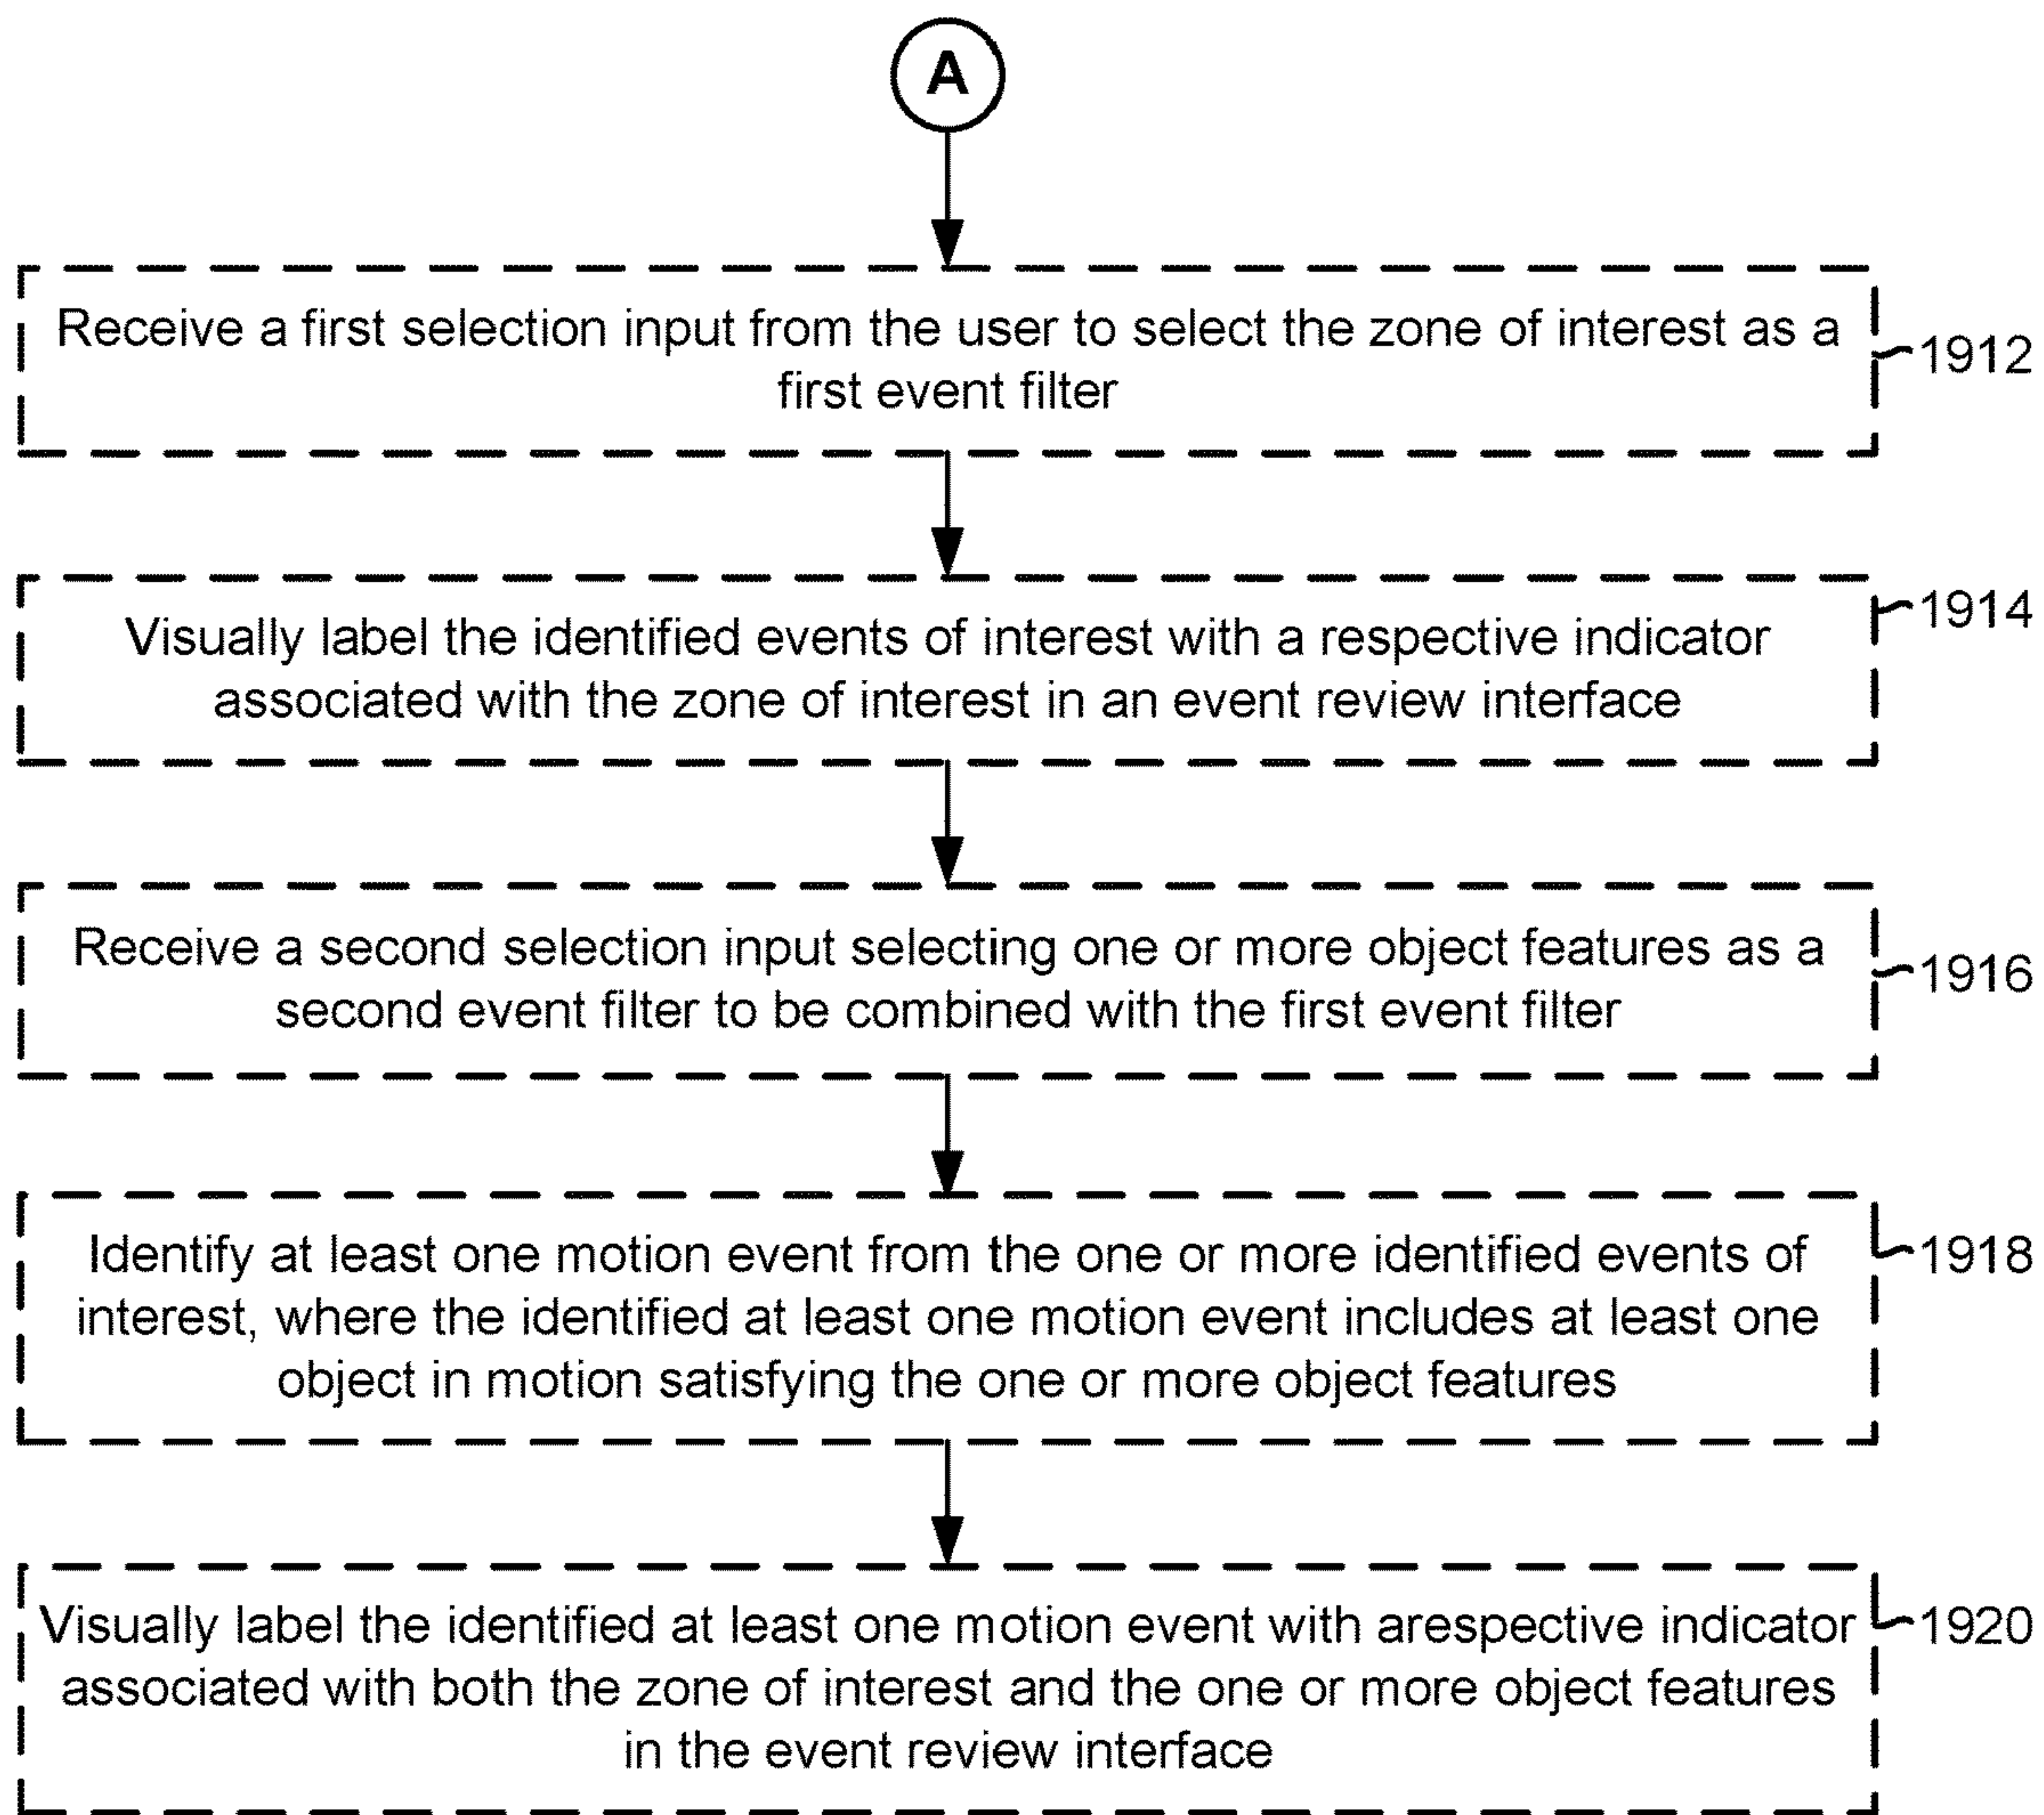 A
Receive a first selection input from the user to select the zone of interest as a
first event filter
1912
Visually label the identified events of interest with a respective indicator
associated with the zone of interest in an event review interface
1914
Receive a second selection input selecting one or more object features as a
second event filter to be combined with the first event filter
1916
Identify at least one motion event from the one or more identified events of
interest, where the identified at least one motion event includes at least one
object in motion satisfying the one or more object features
1918
Visually label the identified at least one motion event with arespective indicator
associated with both the zone of interest and the one or more object features
in the event review interface
1920